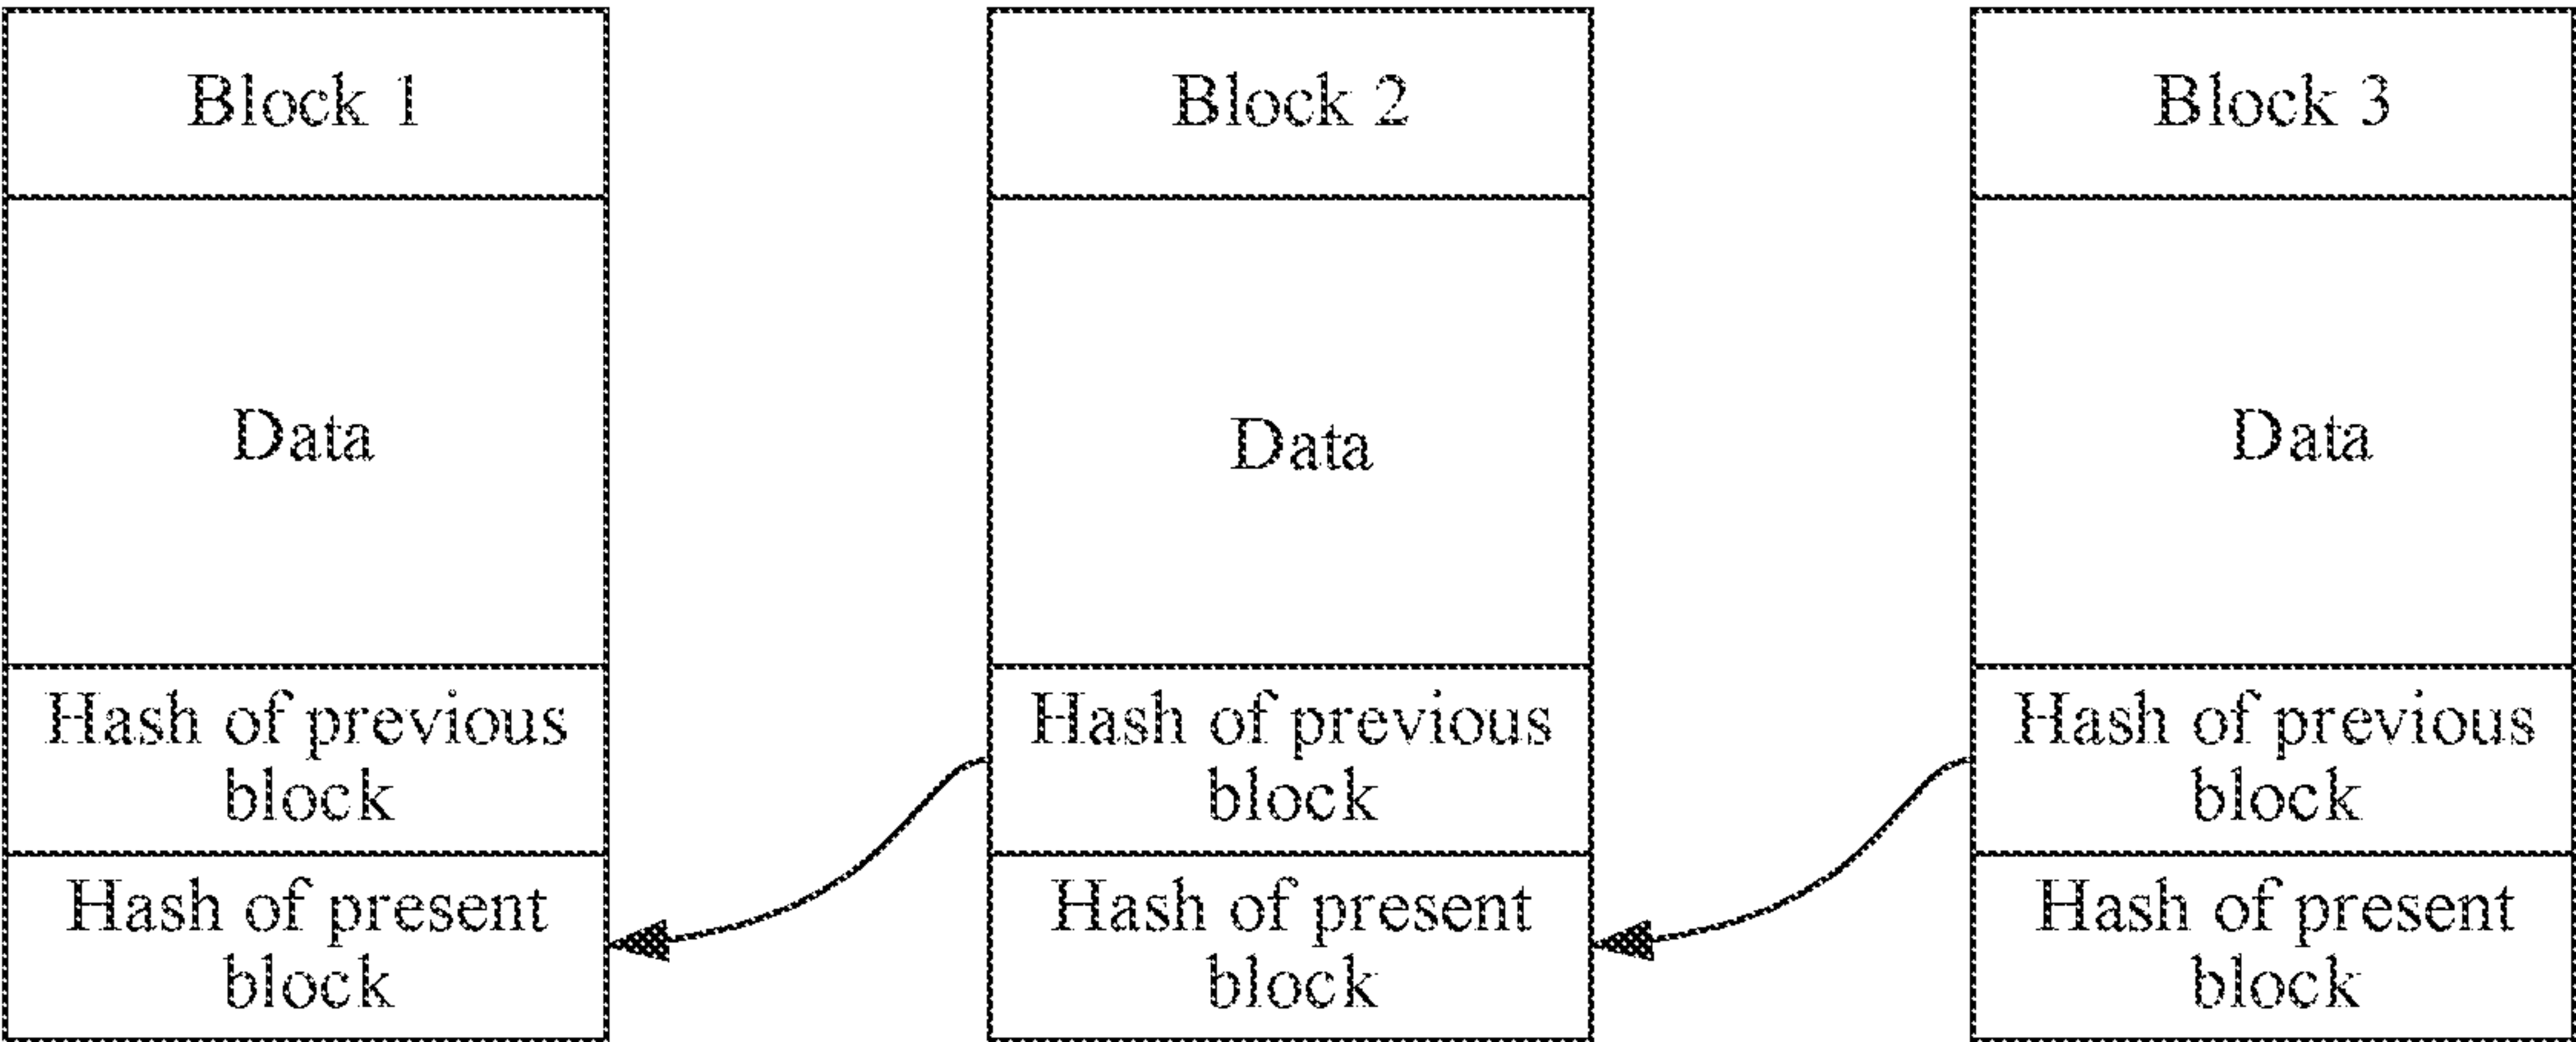 Block 1
Data
Hash of previous
block
Hash of present
block
Block 2
Data
Hash of previous
block
Hash of present
block
Block 3
Data
Hash of previous
block
Hash of present
block